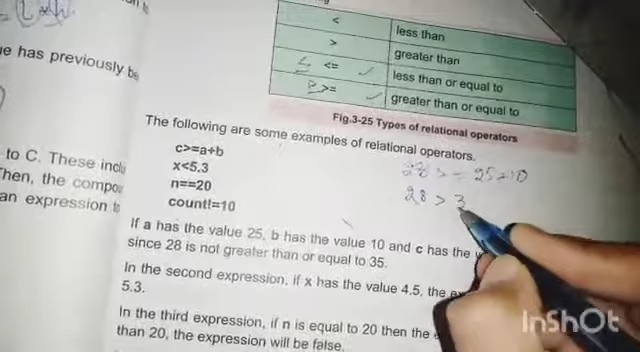 ge has previously be
to C. These inclu
Then, the compou
an expression to
< less than
> greater than
<= less than or equal to
>= greater than or equal to
Fig.3-25 Types of relational operators
The following are some examples of relational operators.
c>=a+b
x<5.3
n==20
count!=10
28 >= 25+10
28 > 3
If a has the value 25, b has the value 10 and c has the
since 28 is not greater than or equal to 35.
In the second expression, if x has the value 4.5, the
5.3.
In the third expression, if n is equal to 20 then the
than 20, the expression will be false.
InShOt